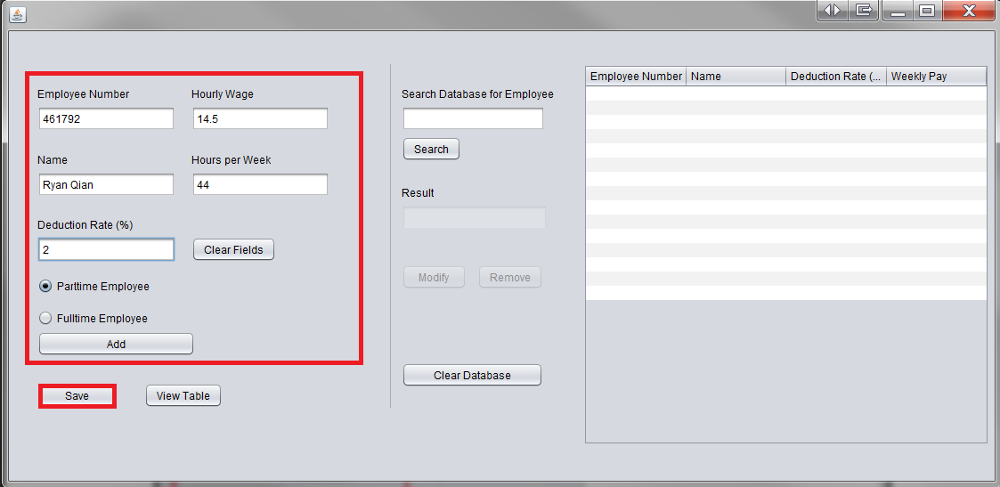 Employee Number
Hourly Wage
461792
14.5
Name
Hours per Week
Ryan Qian
44
Deduction Rate (%)
2
Clear Fields
Parttime Employee
Fulltime Employee
Add
Save
View Table
Search Database for Employee
Search
Result
Modify
Remove
Clear Database
Employee Number
Name
Deduction Rate (...
Weekly Pay